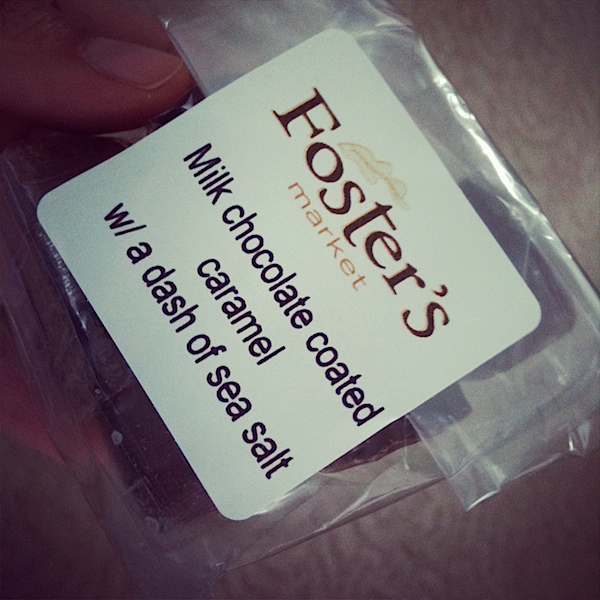 Foster's
market
Milk chocolate coated
caramel
w/ a dash of sea salt